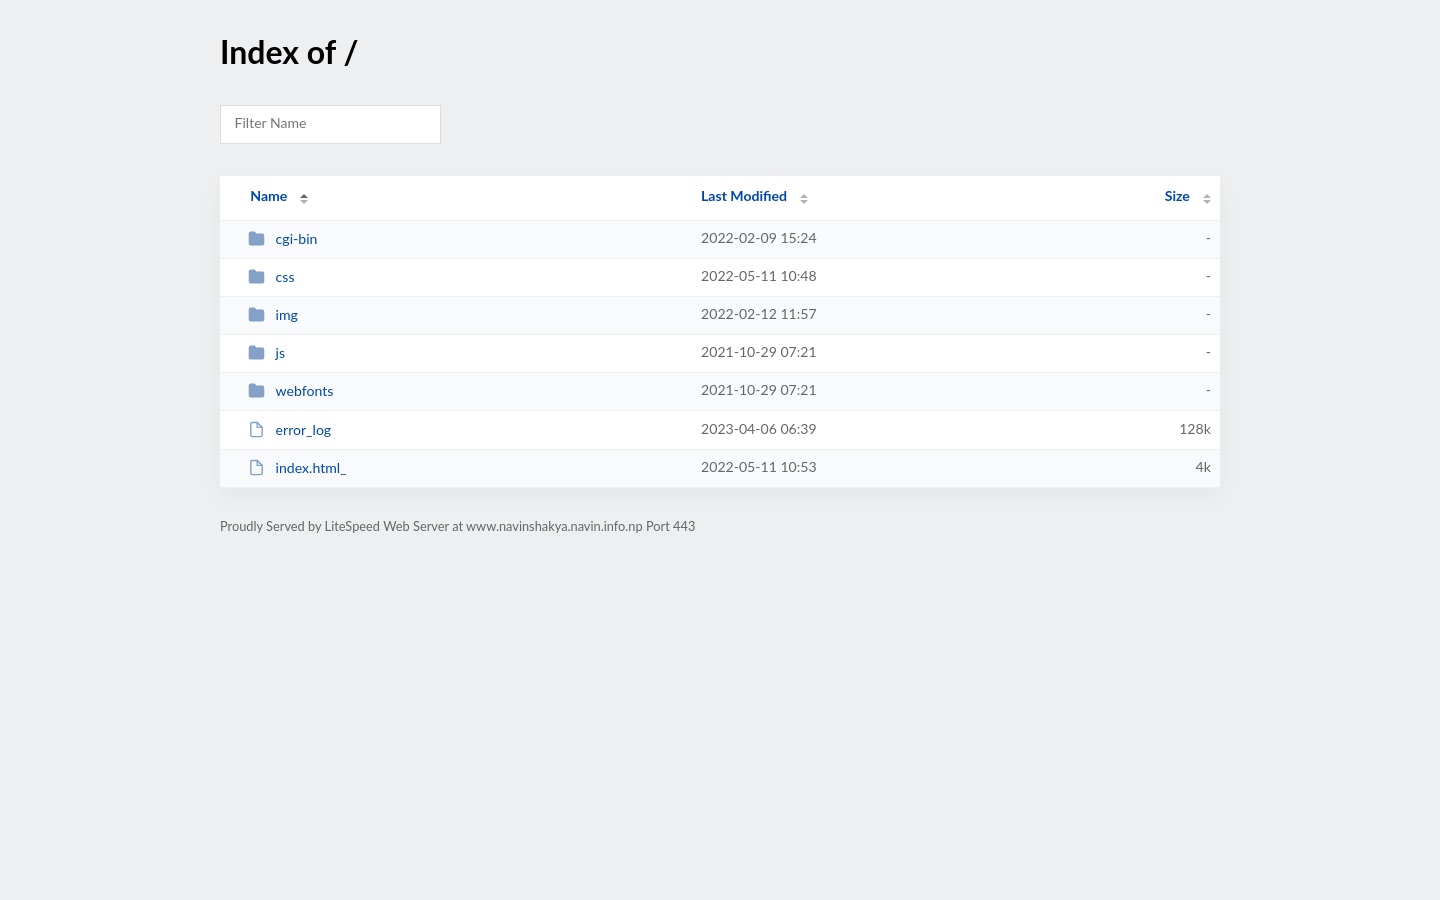 Index of /
Filter Name
Name Last Modified Size
cgi-bin 2022-02-09 15:24 -
css 2022-05-11 10:48 -
img 2022-02-12 11:57 -
js 2021-10-29 07:21 -
webfonts 2021-10-29 07:21 -
error_log 2023-04-06 06:39 128k
index.html_ 2022-05-11 10:53 4k
Proudly Served by LiteSpeed Web Server at www.navinshakya.navin.info.np Port 443